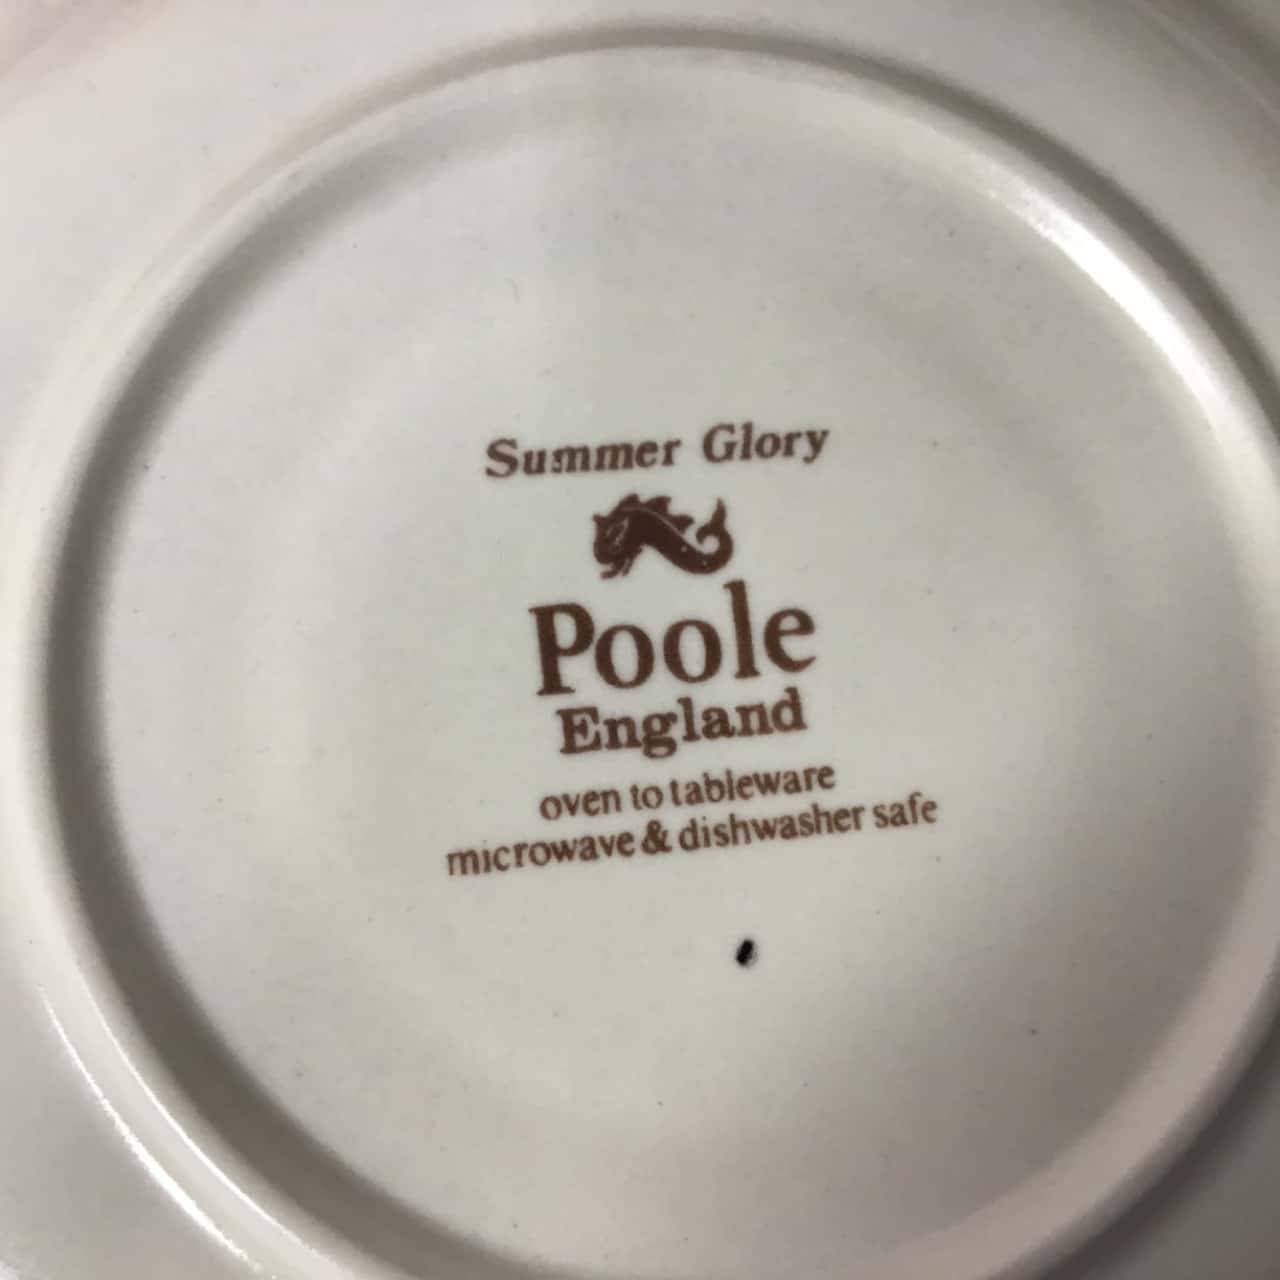 Summer Glory
Poole
England
oven to tableware
microwave & dishwasher safe